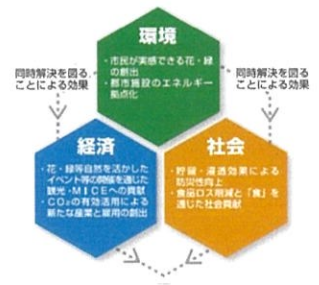 環境
・市民が実感できる花・緑
の創出
・都市施設のエネルギー
拠点化
同時解決を図る
ことによる効果
同時解決を図る
ことによる効果
経済
・花・緑等自然を活かした
イベント等の開催を通じた
観光・MICEへの貢献
・CO₂の有効活用による
新たな産業と雇用の創出
社会
・貯留・浸透効果による
防災性向上
・食品ロス削減と「食」を
通じた社会貢献